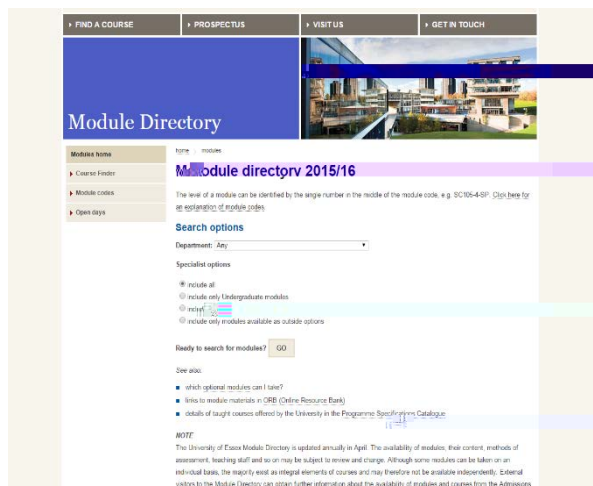 FIND A COURSE
PROSPECTUS
VISIT US
GET IN TOUCH
Module Directory
Modules home
Course Finder
Module codes
Open days
home modules
Module directory 2015/16
The level of a module can be identified by the single number in the middle of the module code, e.g. SC106-4-SP. Click here for
an explanation of module codes.
Search options
Department: Any
Specialist options
include all
include only Undergraduate modules
include only modules available as outside options
Ready to search for modules? GO
See also:
which optional modules can I take?
links to module materials in ORB (Online Resource Bank)
details of taught courses offered by the University in the Programme Specifications Catalogue
NOTE
The University of Essex Module Directory is updated annually in April. The availability of modules, their content, methods of
assessment, teaching staff and so on may be subject to review and change. Although some modules can be taken on an
individual basis, the majority exist as integral elements of courses and may therefore not be available independently. External
visitors to the Module Directory can obtain further information about the availability of modules and courses from the Admissions